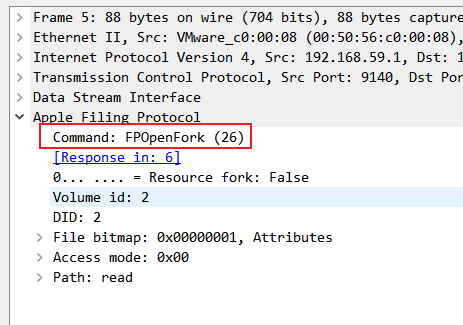 Frame 5: 88 bytes on wire (704 bits), 88 bytes capture
Ethernet II, Src: VMware_c0:00:08 (00:50:56:c0:00:08),
Internet Protocol Version 4, Src: 192.168.59.1, Dst: 1
Transmission Control Protocol, Src Port: 9140, Dst Por
Data Stream Interface
Apple Filing Protocol
Command: FPOpenFork (26)
[Response in: 6]
0... .... = Resource fork: False
Volume id: 2
DID: 2
File bitmap: 0x00000001, Attributes
Access mode: 0x00
Path: read